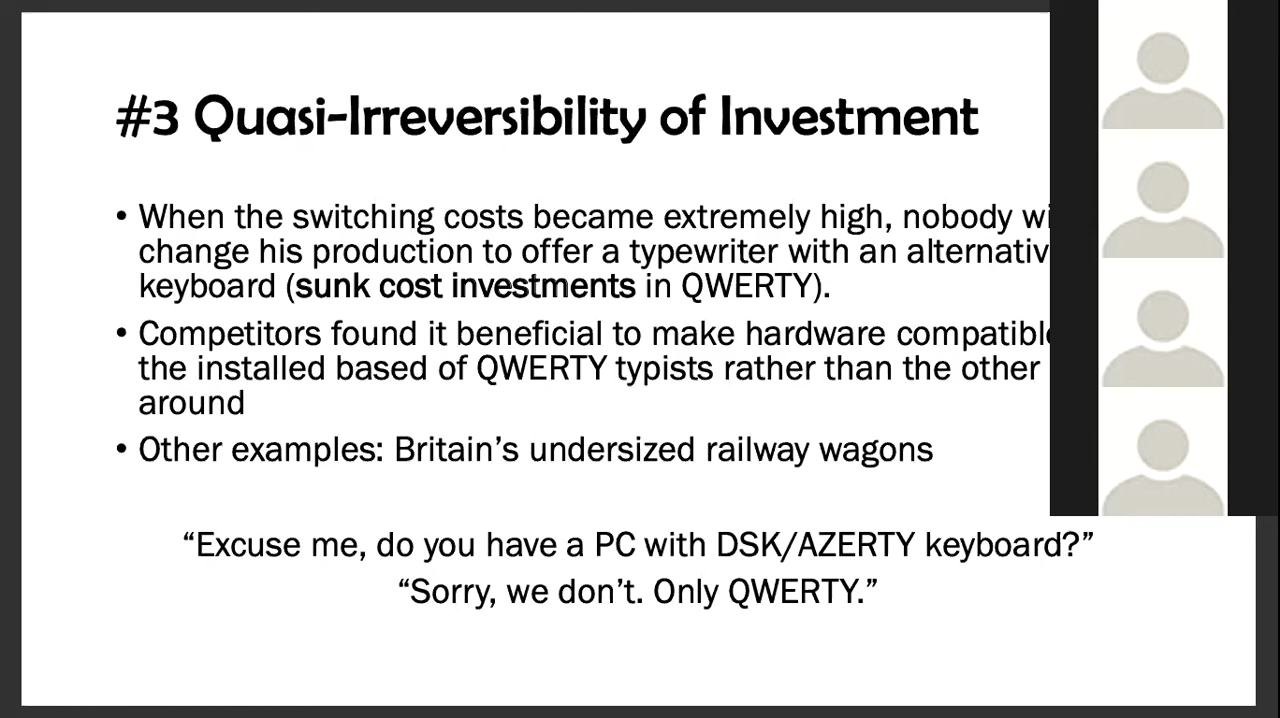 #3 Quasi-Irreversibility of Investment
• When the switching costs became extremely high, nobody
change his production to offer a typewriter with an
keyboard (sunk cost investments in QWERTY).
• Competitors found it beneficial to make hardware
the installed based of QWERTY typists rather than the other
around
• Other examples: Britain’s undersized railway wagons
“Excuse me, do you have a PC with DSK/AZERTY keyboard?”
“Sorry, we don’t. Only QWERTY.”